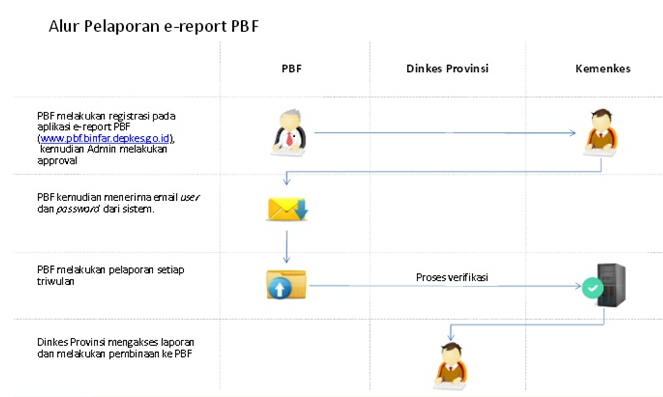 Alur Pelaporan e-report PBF
PBF
Dinkes Provinsi
Kemenkes
PBF melakukan registrasi pada
aplikasi e-report PBF
(www.pbf.binfar.depkes.go.id),
kemudian Admin melakukan
approval
PBF kemudian menerima email user
dan password dari sistem.
PBF melakukan pelaporan setiap
triwulan
Proses verifikasi
Dinkes Provinsi mengakses laporan
dan melakukan pembinaan ke PBF